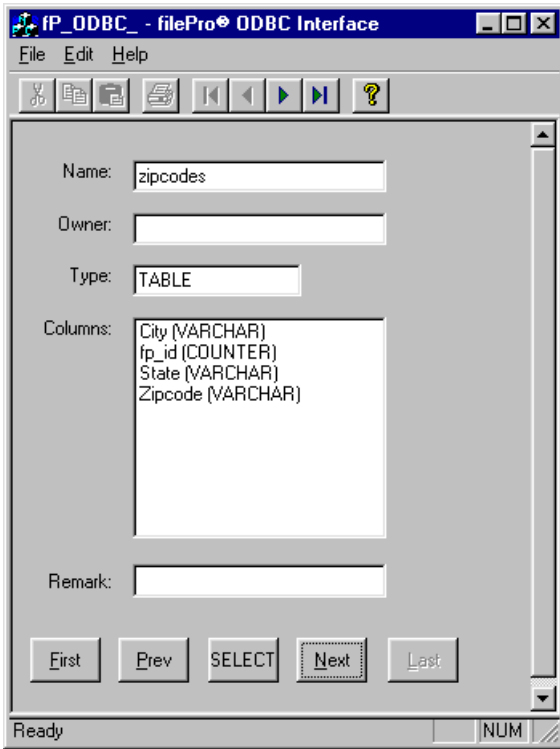 fP_ODBC_ - filePro® ODBC Interface
File Edit Help
Name: zipcodes
Owner:
Type: TABLE
Columns: City (VARCHAR)
fp_id (COUNTER)
State (VARCHAR)
Zipcode (VARCHAR)
Remark:
First Prev SELECT Next Last
Ready NUM